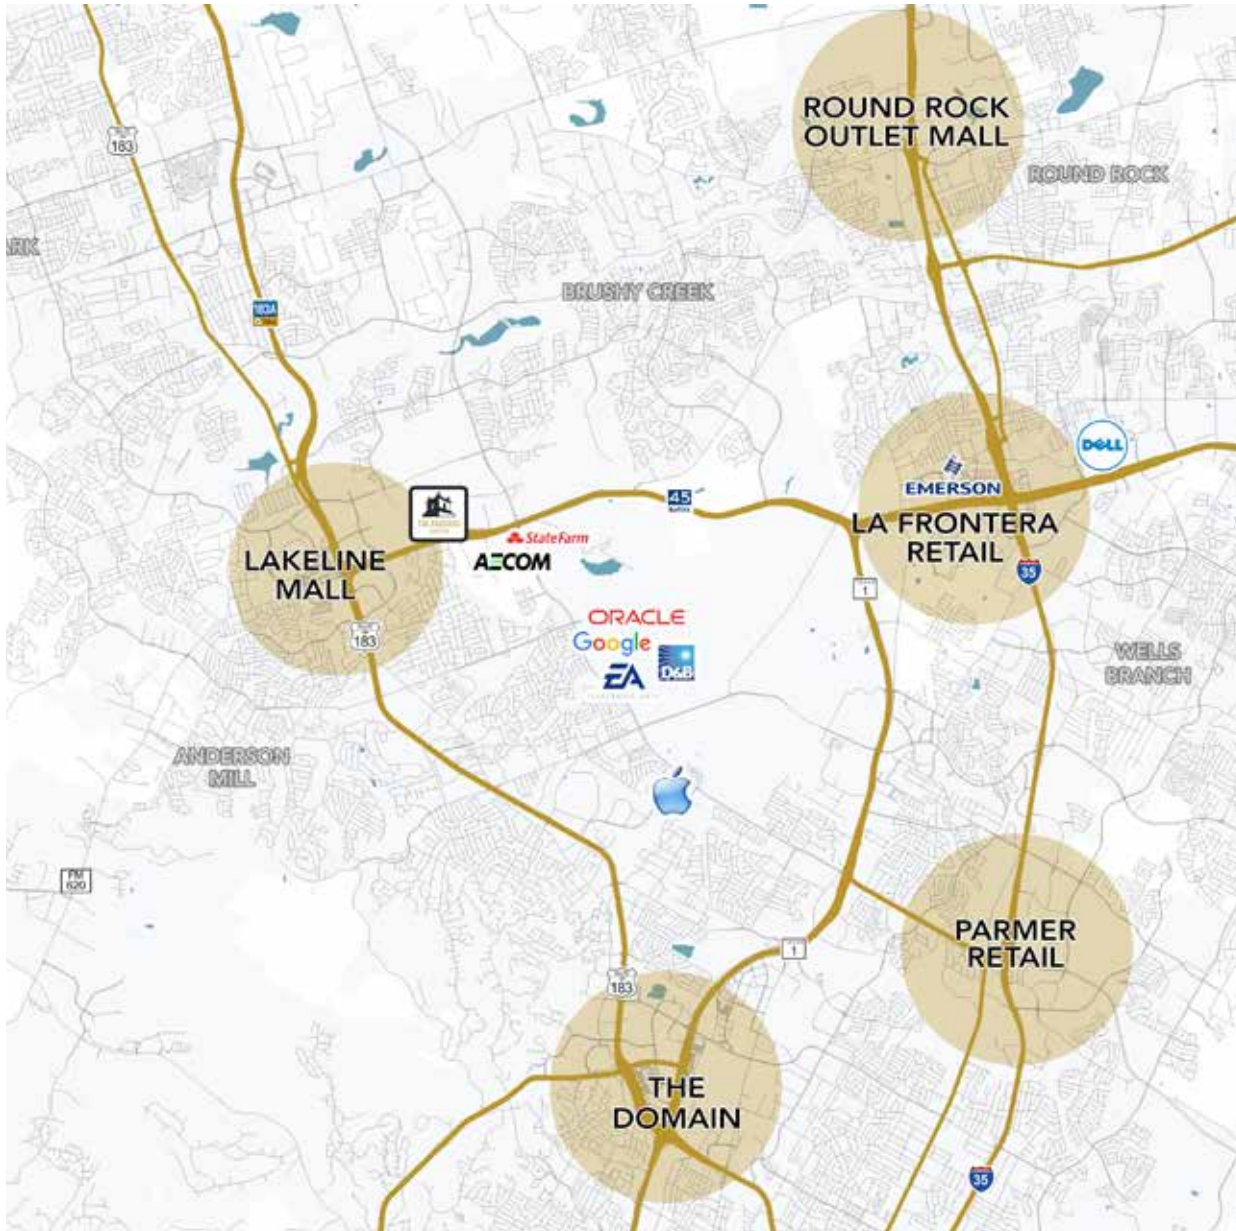 ROUND ROCK
OUTLET MALL
183
ROUND ROCK
ARK
BRUSHY CREEK
183A
DELL
EMERSON
45
LA FRONTERA
RETAIL
StateFarm
AECOM
LAKELINE
MALL
35
1
ORACLE
Google
183
D&B
EA
WELLS
BRANCH
ANDERSON
MILL
FM
620
PARMER
RETAIL
1
183
THE
DOMAIN
35